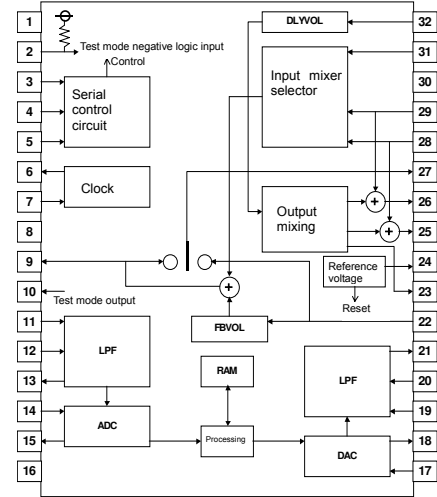 1
DLYVOL
32
2
Test mode negative logic input
31
Control
3
Serial
control
circuit
Input mixer
selector
30
4
29
5
28
6
Clock
27
7
26
8
Output
mixing
25
9
24
Reference
voltage
10
Test mode output
23
Reset
11
FBVOL
22
12
LPF
RAM
21
13
LPF
20
14
19
15
ADC
Processing
DAC
18
16
17
+
+
+